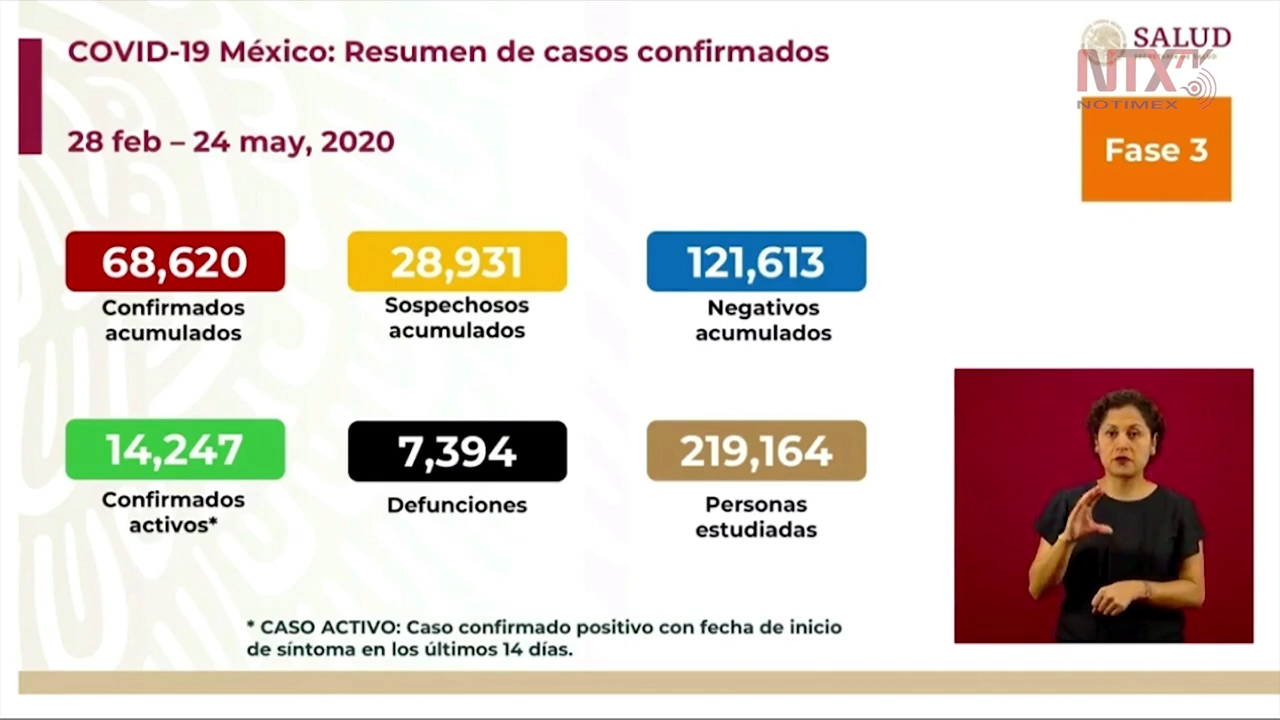 COVID-19 México: Resumen de casos confirmados
28 feb – 24 may, 2020
SALUD
NTX
NOTIMEX
Fase 3
68,620
Confirmados
acumulados
28,931
Sospechosos
acumulados
121,613
Negativos
acumulados
14,247
Confirmados
activos*
7,394
Defunciones
219,164
Personas
estudiadas
* CASO ACTIVO: Caso confirmado positivo con fecha de inicio
de síntoma en los últimos 14 días.